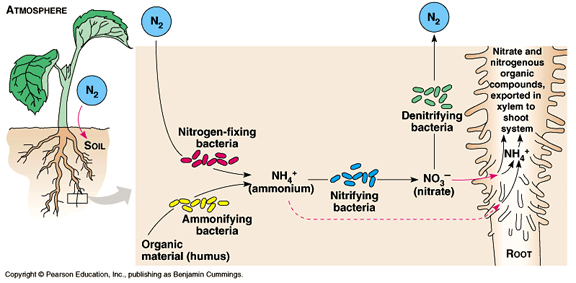 ATMOSPHERE
N2
SOIL
N2
Nitrogen-fixing
bacteria
Ammonifying
bacteria
Organic
material (humus)
NH4+
(ammonium)
Nitrifying
bacteria
N2
Denitrifying
bacteria
NO3−
(nitrate)
Nitrate and
nitrogenous
organic
compounds,
exported in
xylem to
shoot
system
NH4+
ROOT
Copyright © Pearson Education, Inc., publishing as Benjamin Cummings.